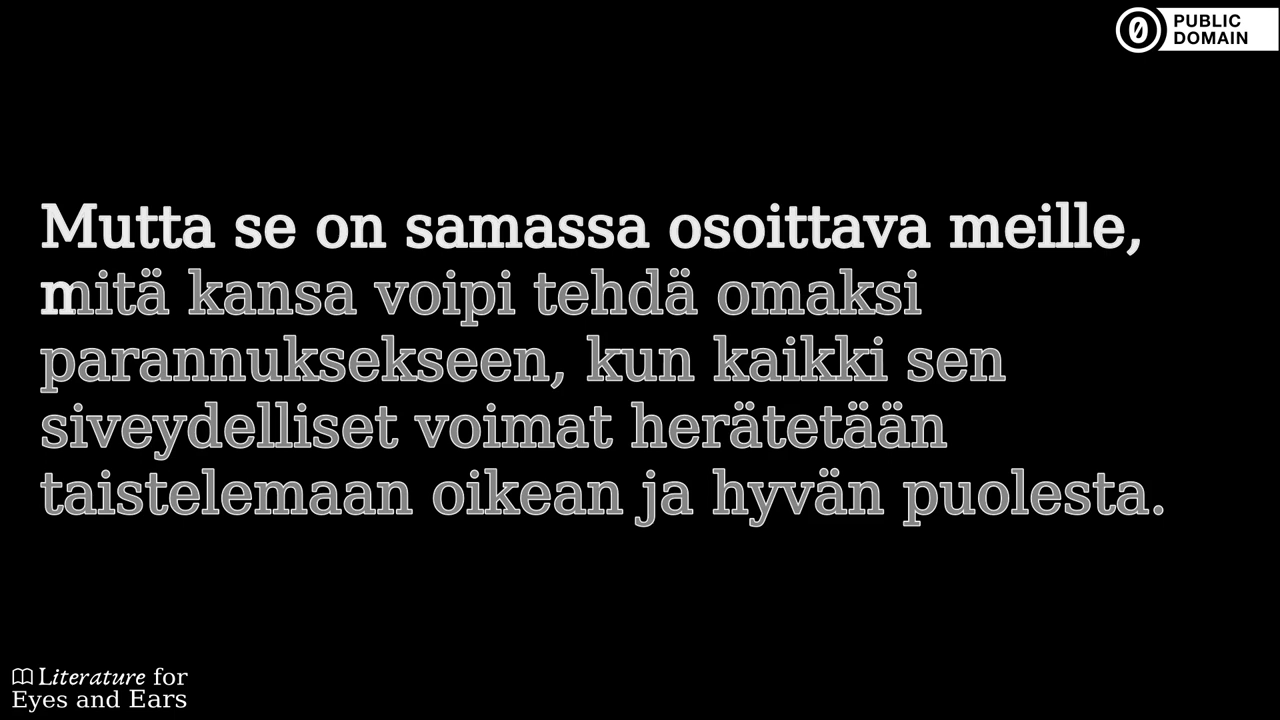 PUBLIC
DOMAIN
Mutta se on samassa osoittava meille,
mitä kansa voipi tehdä omaksi
parannuksekseen, kun kaikki sen
siveydelliset voimat herätetään
taistelemaan oikean ja hyvän puolesta.
Literature for
Eyes and Ears